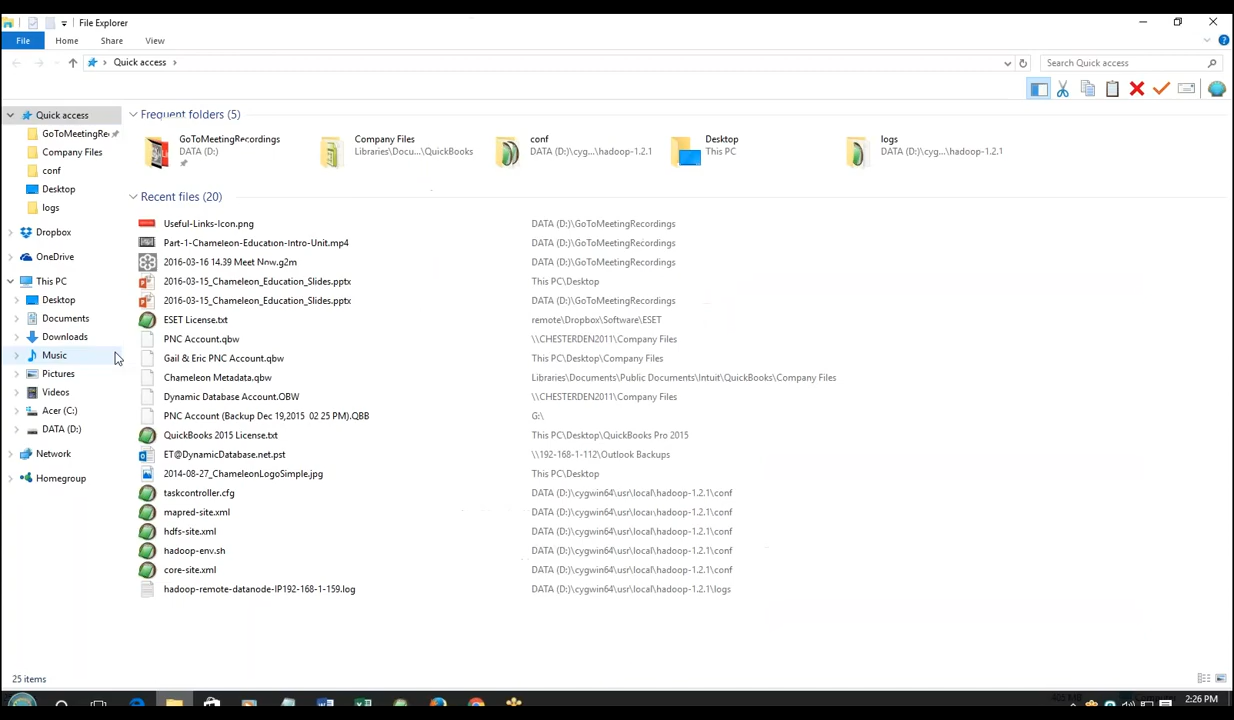 File Explorer
File Home Share View
Quick access
Search Quick access
Quick access
GoToMeetingRe
Company Files
conf
Desktop
logs
Dropbox
OneDrive
This PC
Desktop
Documents
Downloads
Music
Pictures
Videos
Acer (C:)
DATA (D:)
Network
Homegroup
Frequent folders (5)
GoToMeetingRecordings
DATA (D:)
Company Files
Libraries\Docu...\QuickBooks
conf
DATA (D:)\cyg...\hadoop-1.2.1
Desktop
This PC
logs
DATA (D:)\cyg...\hadoop-1.2.1
Recent files (20)
Useful-Links-Icon.png DATA (D:)\GoToMeetingRecordings
Part-1-Chameleon-Education-Intro-Unit.mp4 DATA (D:)\GoToMeetingRecordings
2016-03-16 14.39 Meet Now.g2m DATA (D:)\GoToMeetingRecordings
2016-03-15_Chameleon_Education_Slides.pptx This PC\Desktop
2016-03-15_Chameleon_Education_Slides.pptx DATA (D:)\GoToMeetingRecordings
ESET License.txt remote\Dropbox\Software\ESET
PNC Account.qbw \\CHESTERDEN2011\Company Files
Gail & Eric PNC Account.qbw This PC\Desktop\Company Files
Chameleon Metadata.qbw Libraries\Documents\Public Documents\Intuit\QuickBooks\Company Files
Dynamic Database Account.QBW \\CHESTERDEN2011\Company Files
PNC Account (Backup Dec 19,2015 02 25 PM).QBB G:\
QuickBooks 2015 License.txt This PC\Desktop\QuickBooks Pro 2015
ET@DynamicDatabase.net.pst \\192-168-1-112\Outlook Backups
2014-08-27_ChameleonLogoSimple.jpg This PC\Desktop
taskcontroller.cfg DATA (D:)\cygwin64\usr\local\hadoop-1.2.1\conf
mapred-site.xml DATA (D:)\cygwin64\usr\local\hadoop-1.2.1\conf
hdfs-site.xml DATA (D:)\cygwin64\usr\local\hadoop-1.2.1\conf
hadoop-env.sh DATA (D:)\cygwin64\usr\local\hadoop-1.2.1\conf
core-site.xml DATA (D:)\cygwin64\usr\local\hadoop-1.2.1\conf
hadoop-remote-datanode-IP192-168-1-159.log DATA (D:)\cygwin64\usr\local\hadoop-1.2.1\logs
25 items
2:26 PM